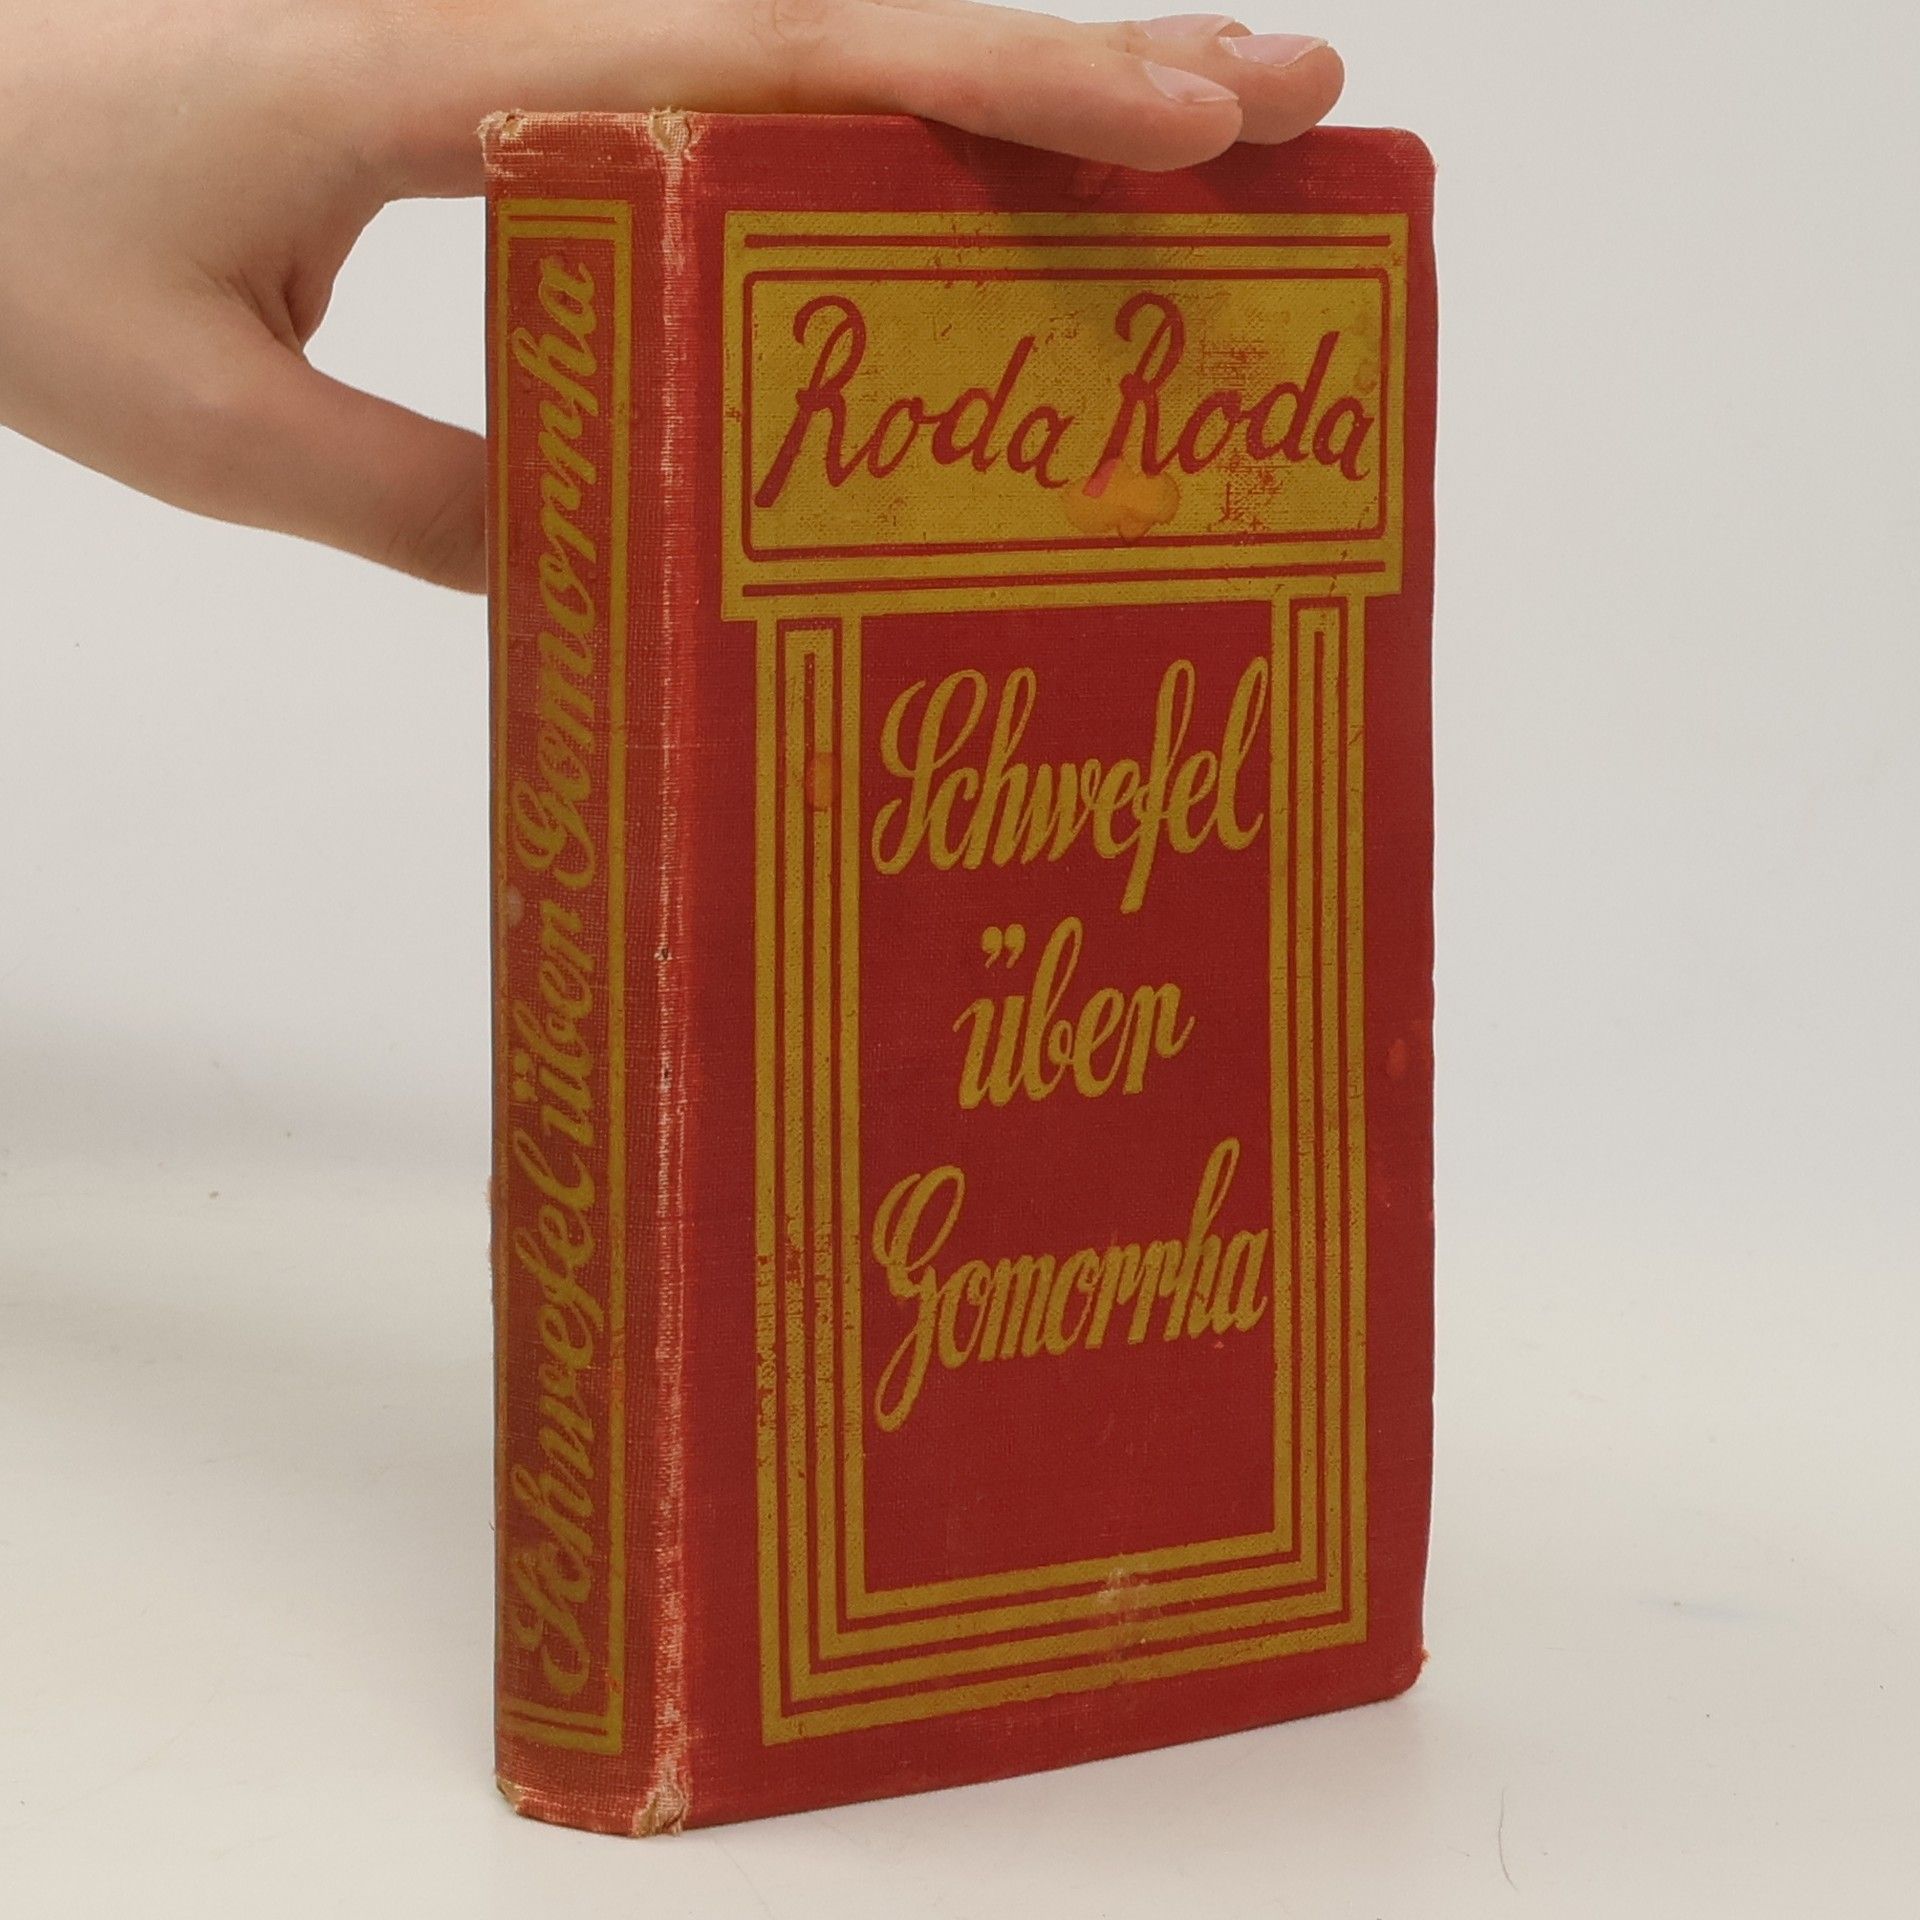 Schwefel über Gomorrha
Roda Roda
Schwefel
über
Gomorrha